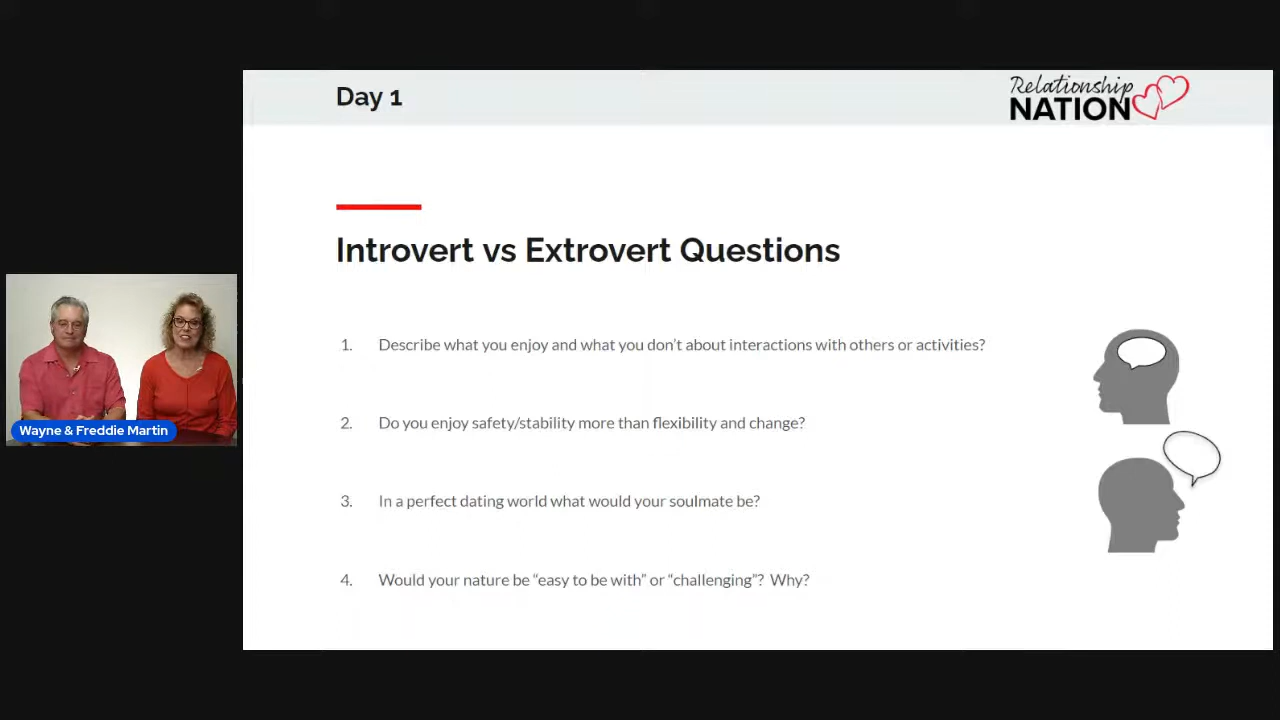 Day 1
Relationship
NATION
Introvert vs Extrovert Questions
1. Describe what you enjoy and what you don’t about interactions with others or activities?
2. Do you enjoy safety/stability more than flexibility and change?
3. In a perfect dating world what would your soulmate be?
4. Would your nature be “easy to be with” or “challenging”? Why?
Wayne & Freddie Martin